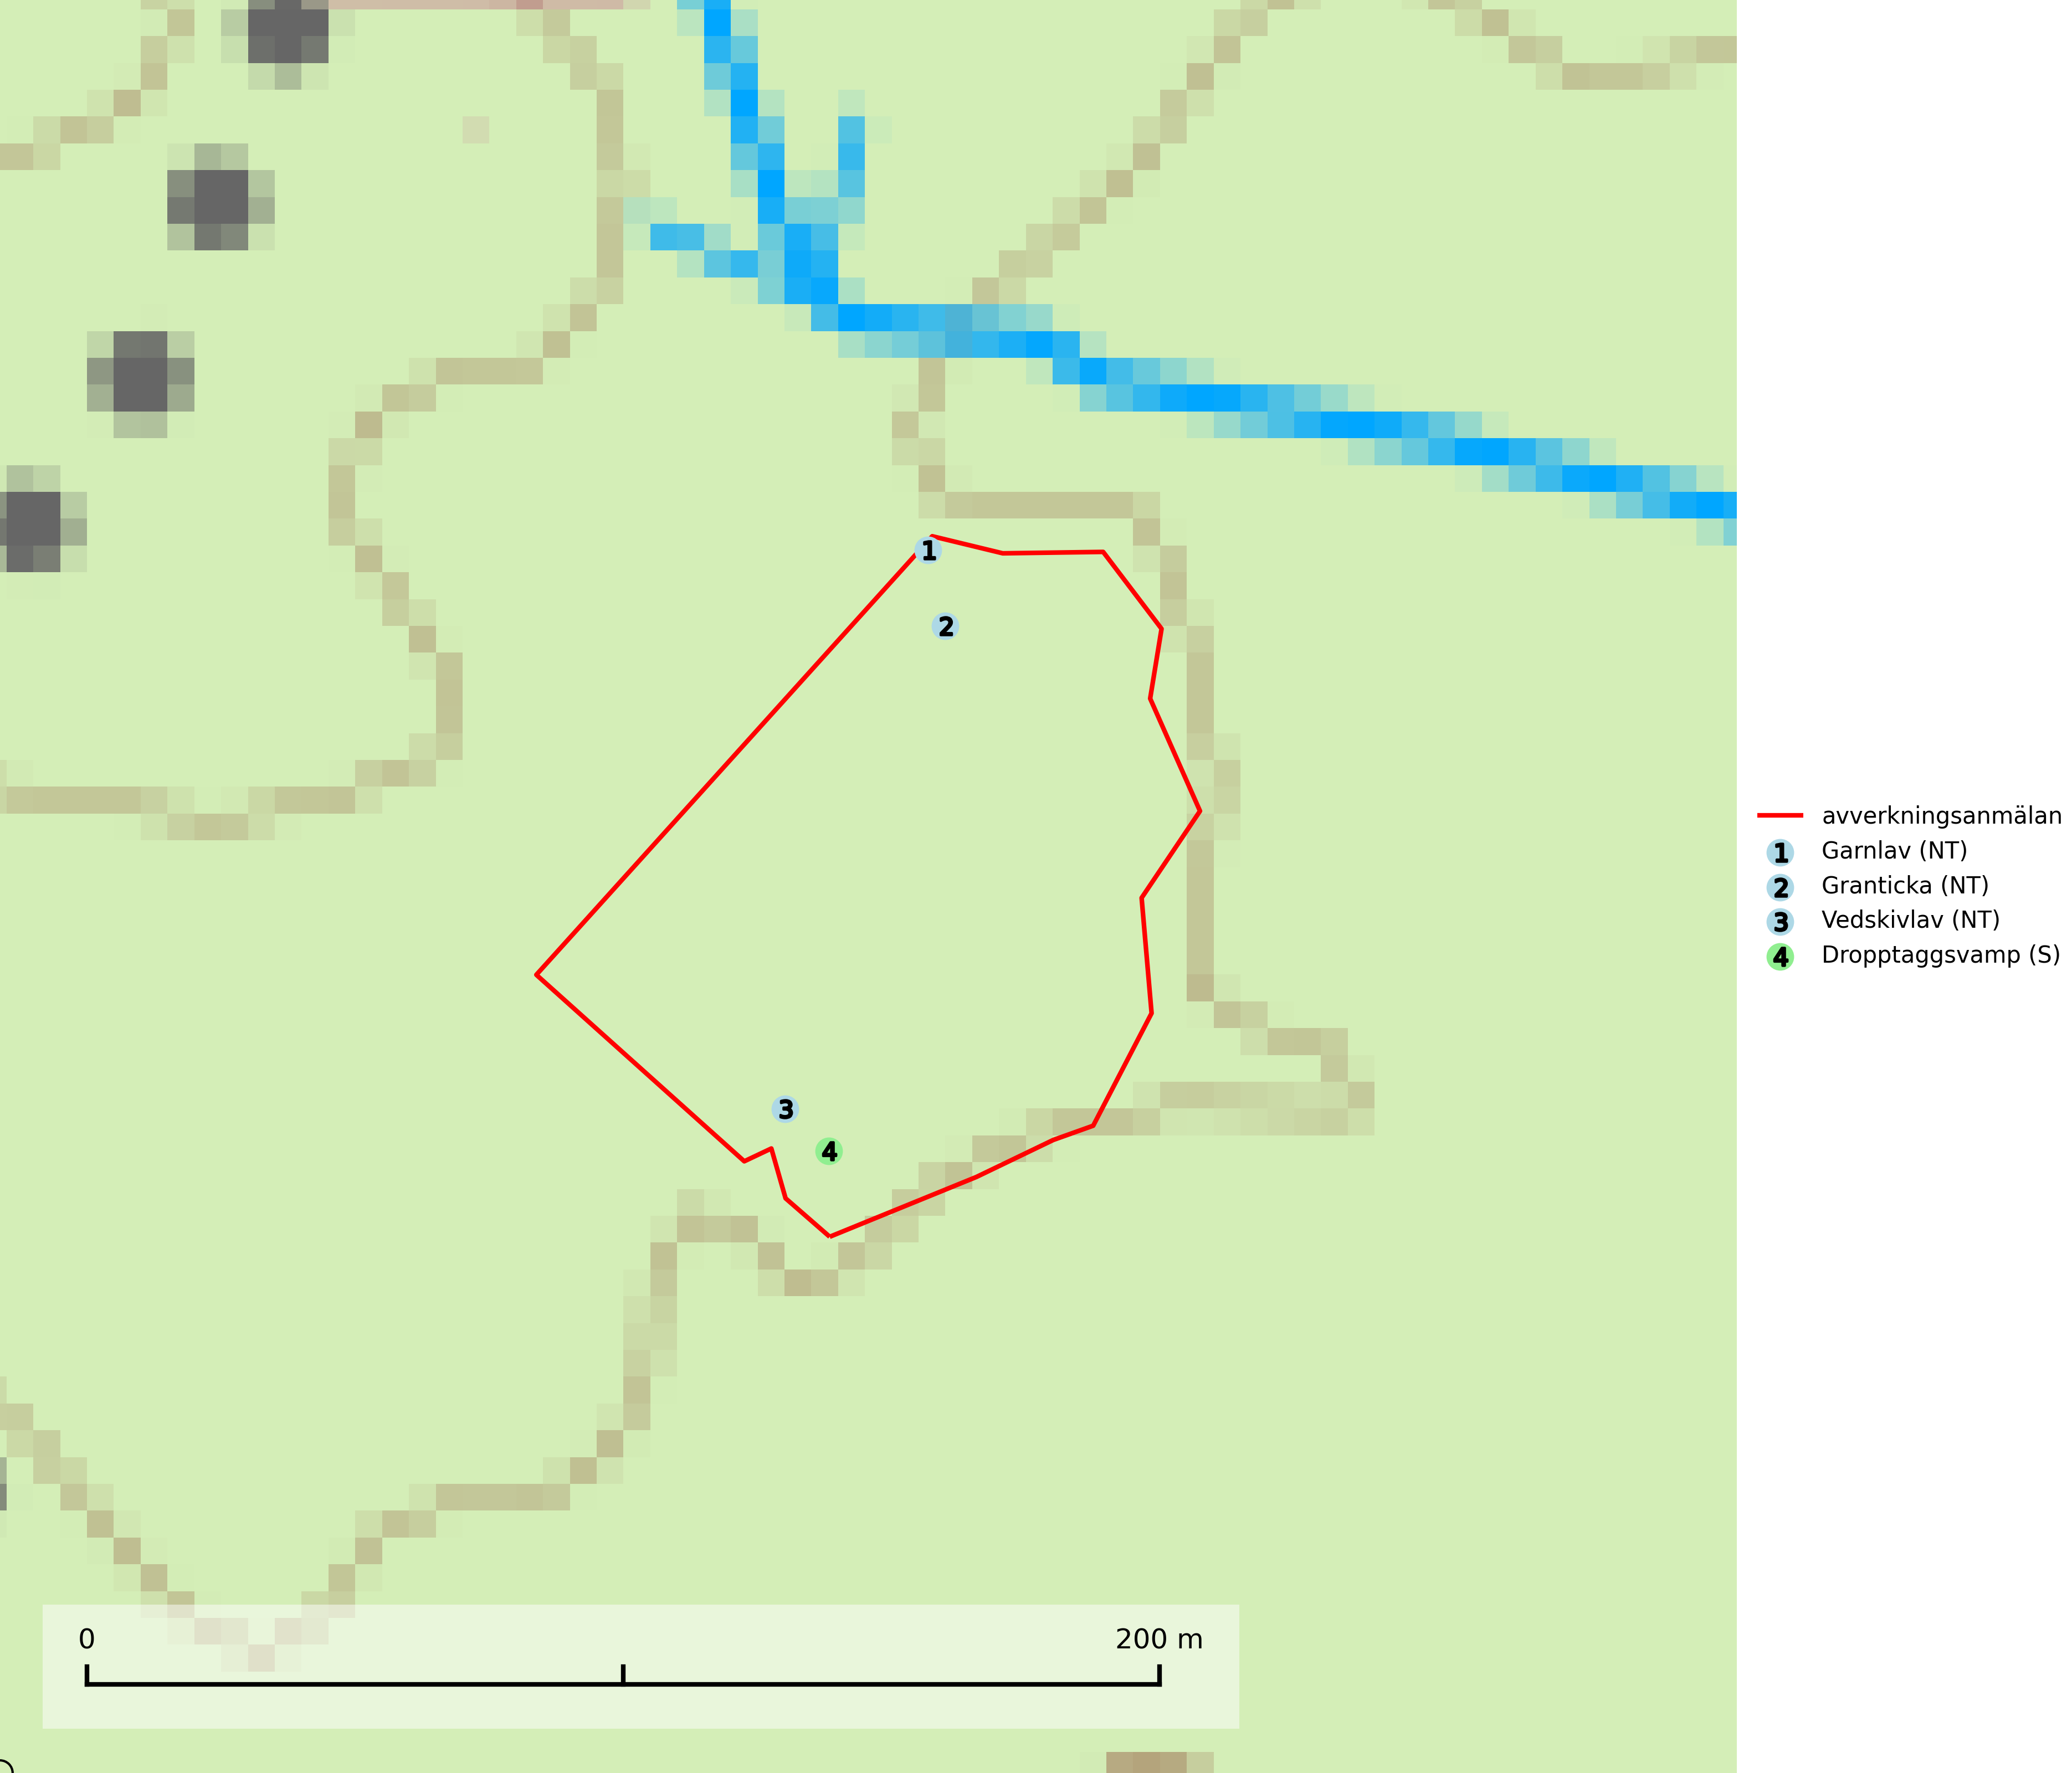 1
2
3
4
avverkningsanmälan
1 Garnlav (NT)
2 Granticka (NT)
3 Vedskivlav (NT)
4 Dropptaggsvamp (S)
0 200 m